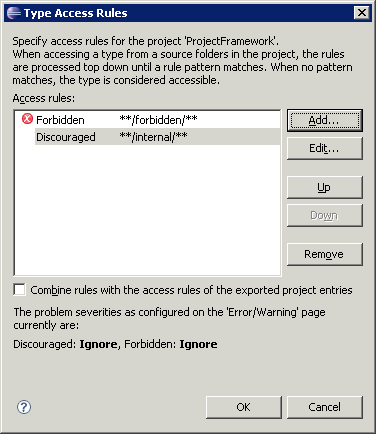 Type Access Rules
Specify access rules for the project 'ProjectFramework'.
When accessing a type from a source folders in the project, the rules
are processed top down until a rule pattern matches. When no pattern
matches, the type is considered accessible.
Access rules:
Forbidden **/forbidden/**
Discouraged **/internal/**
Add...
Edit...
Up
Down
Remove
Combine rules with the access rules of the exported project entries
The problem severities as configured on the 'Error/Warning' page
currently are:
Discouraged: Ignore, Forbidden: Ignore
?
OK
Cancel